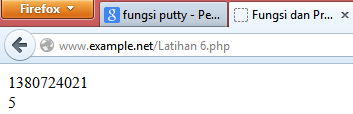 Firefox
fungsi putty - Pe...
Fungsi dan Pr...
www.example.net/Latihan 6.php
1380724021
5